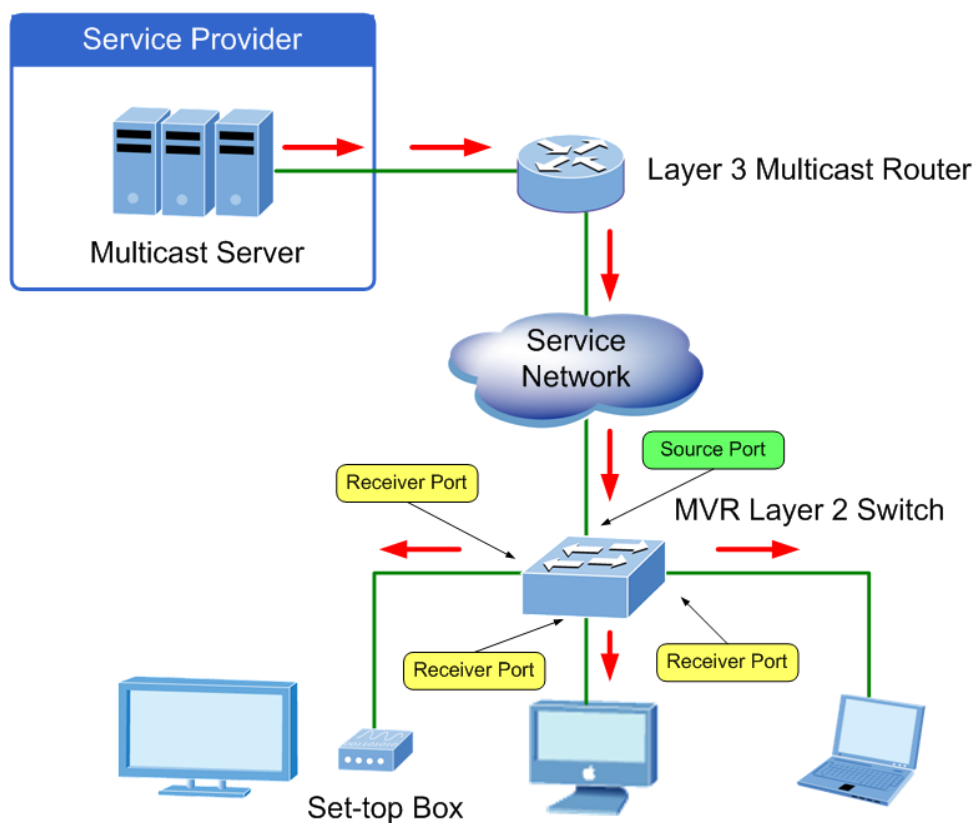 Service Provider
Multicast Server
Layer 3 Multicast Router
Service
Network
Source Port
Receiver Port
MVR Layer 2 Switch
Receiver Port
Receiver Port
Set-top Box